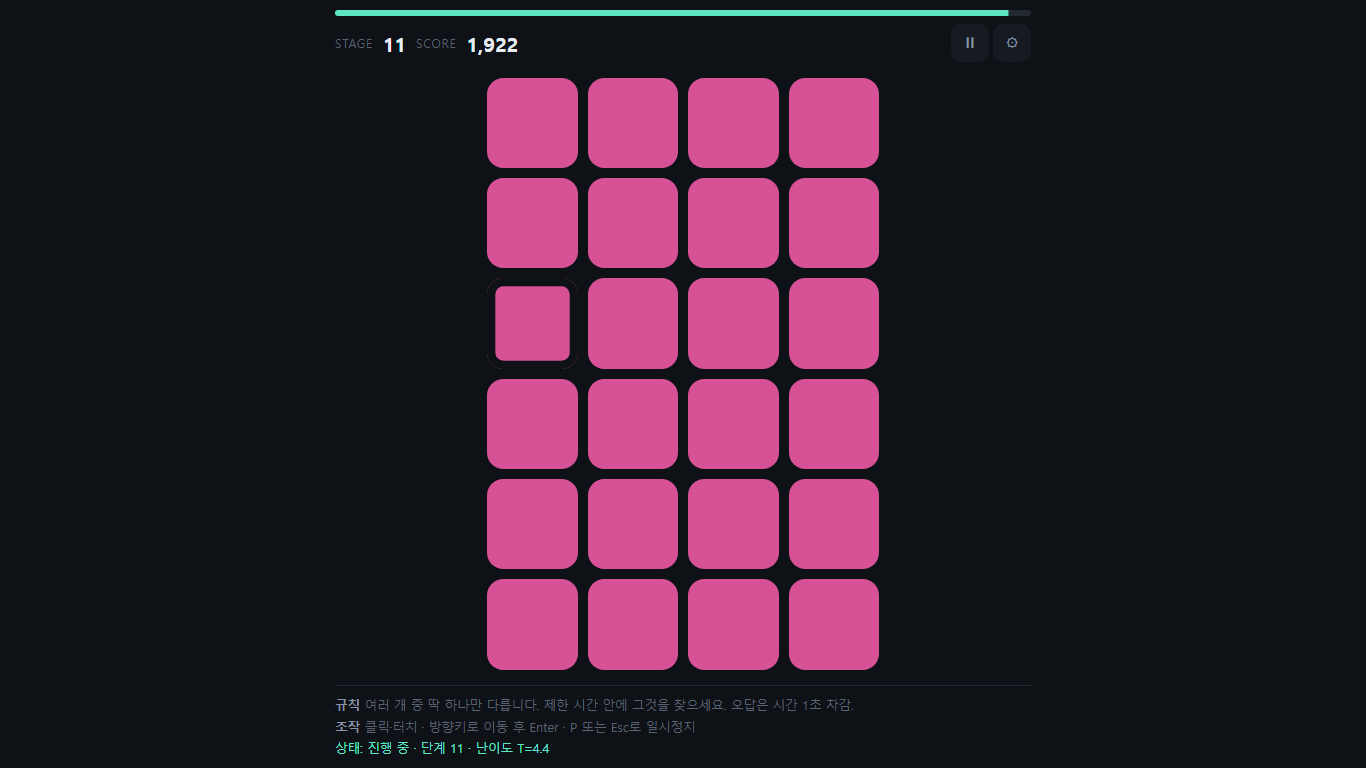 STAGE 11 SCORE 1,922
규칙 여러 개 중 딱 하나만 다릅니다. 제한 시간 안에 그것을 찾으세요. 오답은 시간 1초 차감.
조작 클릭·터치 · 방향키로 이동 후 Enter · P 또는 Esc로 일시정지
상태: 진행 중 · 단계 11 · 난이도 T=4.4